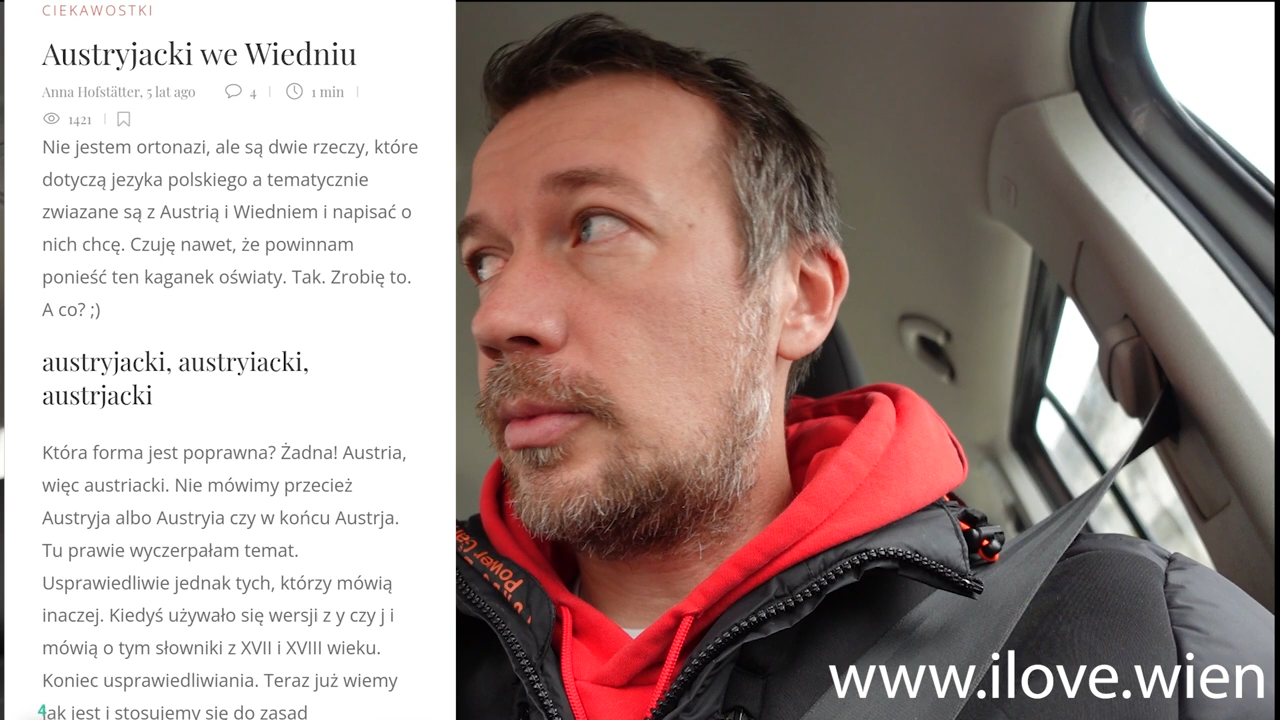 CIEKAWOSTKI
Austryjacki we Wiedniu
Anna Hofstätter, 5 lat ago 4 1 min
1421
Nie jestem ortonazi, ale są dwie rzeczy, które
dotyczą jezyka polskiego a tematycznie
zwiazane są z Austrią i Wiedniem i napisać o
nich chcę. Czuję nawet, że powinnam
ponieść ten kaganek oświaty. Tak. Zrobię to.
A co? ;)
austryjacki, austryiacki,
austrjacki
Która forma jest poprawna? Żadna! Austria,
więc austriacki. Nie mówimy przecież
Austryja albo Austryia czy w końcu Austrja.
Tu prawie wyczerpałam temat.
Usprawiedliwie jednak tych, którzy mówią
inaczej. Kiedyś używało się wersji z y czy j i
mówią o tym słowniki z XVII i XVIII wieku.
Koniec usprawiedliwiania. Teraz już wiemy
jak jest i stosujemy się do zasad
4
Power
www.ilove.wien